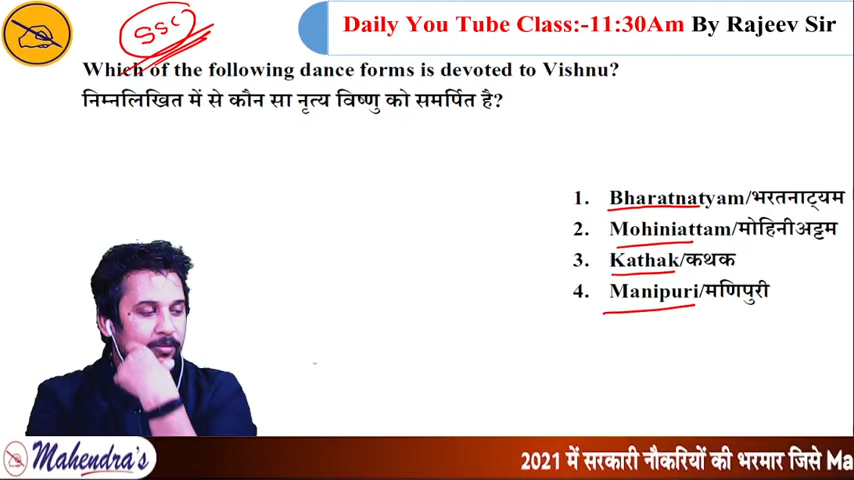 SSC
Daily You Tube Class:-11:30Am By Rajeev Sir
Which of the following dance forms is devoted to Vishnu?
निम्नलिखित में से कौन सा नृत्य विष्णु को समर्पित है?
1. Bharatnatyam/भरतनाट्यम
2. Mohiniattam/मोहिनीअट्टम
3. Kathak/कथक
4. Manipuri/मणिपुरी
Mahendra's
2021 में सरकारी नौकरियों की भरमार जिसे Ma